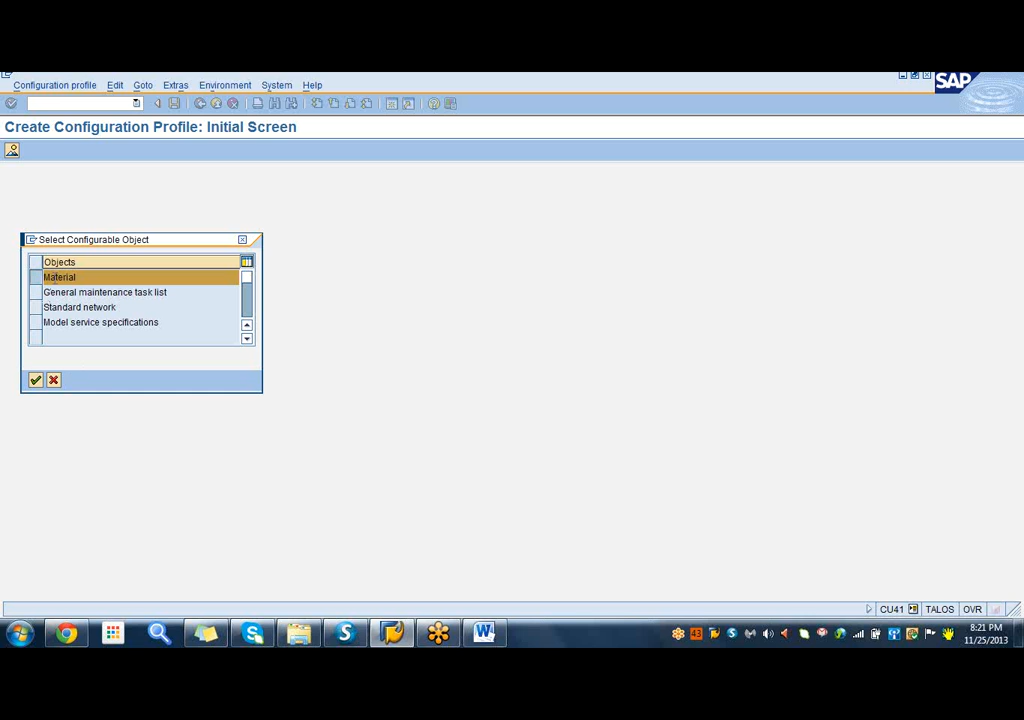 Configuration profile Edit Goto Extras Environment System Help
SAP
Create Configuration Profile: Initial Screen
Select Configurable Object
Objects
Material
General maintenance task list
Standard network
Model service specifications
CU41 TALOS OVR
43
8:21 PM
11/25/2013